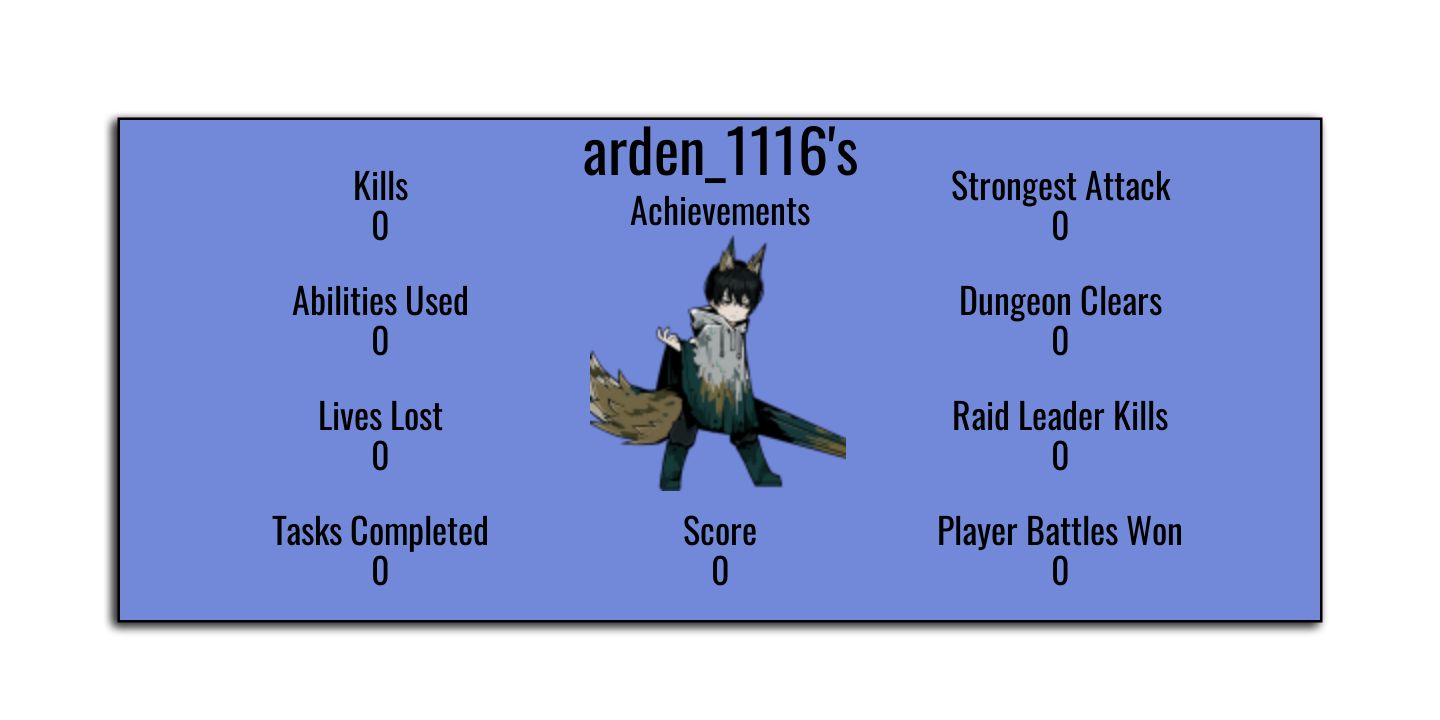 arden_1116's
Achievements
Kills
0
Abilities Used
0
Lives Lost
0
Tasks Completed
0
Score
0
Strongest Attack
0
Dungeon Clears
0
Raid Leader Kills
0
Player Battles Won
0